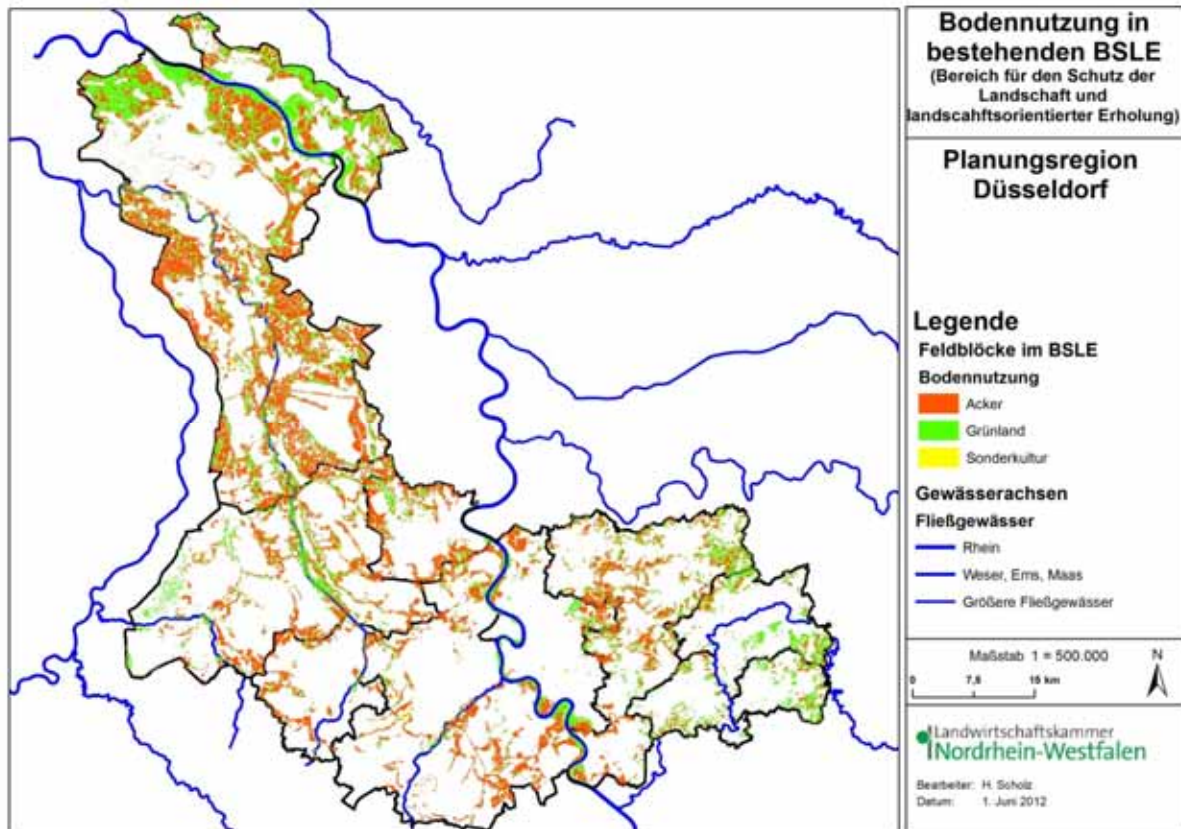 Bodennutzung in
bestehenden BSLE
(Bereich für den Schutz der
Landschaft und
landscahftsorientierter Erholung)
Planungsregion
Düsseldorf
Legende
Feldblöcke im BSLE
Bodennutzung
Acker
Grünland
Sonderkultur
Gewässerachsen
Fließgewässer
Rhein
Weser, Ems, Maas
Größere Fließgewässer
Maßstab 1 = 500.000
N
0 7,5 15 km
Landwirtschaftskammer
Nordrhein-Westfalen
Bearbeiter: H. Scholz
Datum: 1. Juni 2012